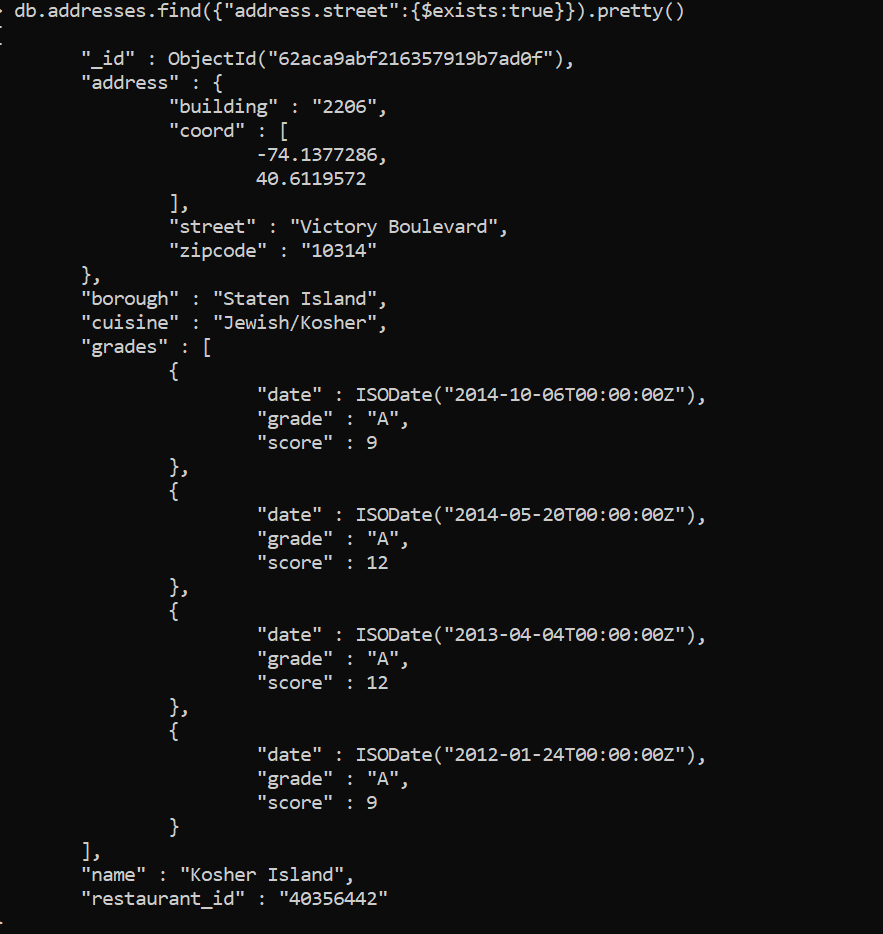 > db.addresses.find({"address.street":{$exists:true}}).pretty()
{
"_id" : ObjectId("62aca9abf216357919b7ad0f"),
"address" : {
"building" : "2206",
"coord" : [
-74.1377286,
40.6119572
],
"street" : "Victory Boulevard",
"zipcode" : "10314"
},
"borough" : "Staten Island",
"cuisine" : "Jewish/Kosher",
"grades" : [
{
"date" : ISODate("2014-10-06T00:00:00Z"),
"grade" : "A",
"score" : 9
},
{
"date" : ISODate("2014-05-20T00:00:00Z"),
"grade" : "A",
"score" : 12
},
{
"date" : ISODate("2013-04-04T00:00:00Z"),
"grade" : "A",
"score" : 12
},
{
"date" : ISODate("2012-01-24T00:00:00Z"),
"grade" : "A",
"score" : 9
}
],
"name" : "Kosher Island",
"restaurant_id" : "40356442"